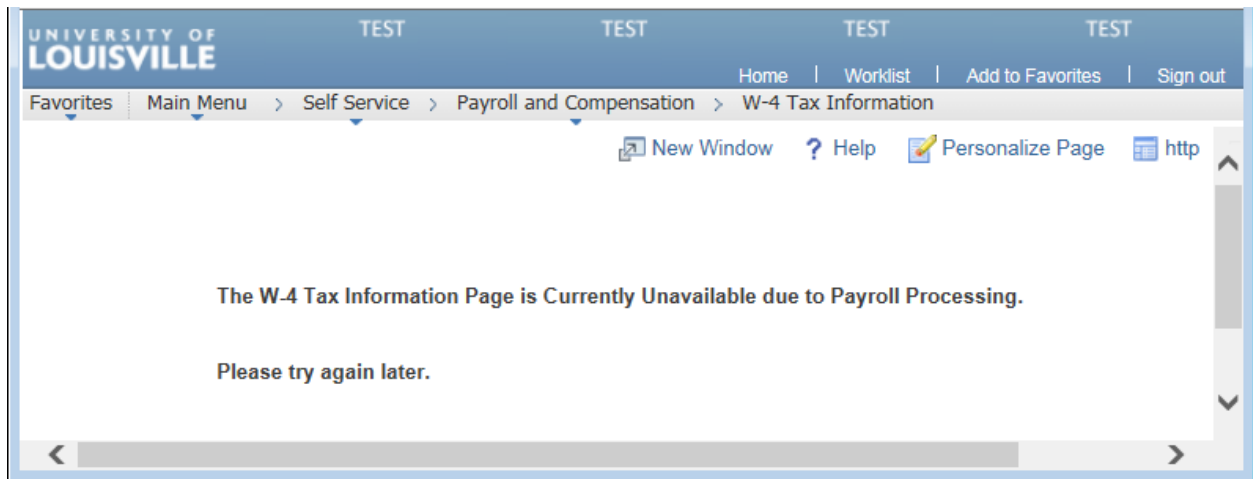 UNIVERSITY OF TEST TEST TEST TEST
LOUISVILLE
Home | Worklist | Add to Favorites | Sign out
Favorites Main Menu > Self Service > Payroll and Compensation > W-4 Tax Information
New Window ? Help Personalize Page http
The W-4 Tax Information Page is Currently Unavailable due to Payroll Processing.
Please try again later.